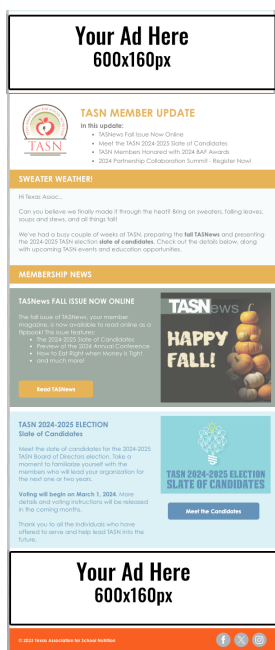 Your Ad Here
600x160px
TASN
TASN MEMBER UPDATE
In this update:
• TASNews Fall Issue Now Online
• Meet the TASN 2024-2025 Slate of Candidates
• TASN Members Honored with 2024 BAF Awards
• 2024 Partnership Collaboration Summit - Register Now!
SWEATER WEATHER!
Hi Texas Assoc.,
Can you believe we finally made it through the heat? Bring on sweaters, falling leaves,
soups and stews, and all things fall!
We've had a busy couple of weeks at TASN, preparing the fall TASNews and presenting
the 2024-25 TASN election slate of candidates. Check out the details below, along
with upcoming TASN events and education opportunities.
MEMBERSHIP NEWS
TASNews FALL ISSUE NOW ONLINE
The fall issue of TASNews, your member
magazine, is now available to read online as a
flipbook! This issue features:
• The 2024-25 Slate of Candidates
• Preview of the 2024 Annual Conference
• How to Eat Right when Money is Tight
• and much more!
Read TASNews
TASNews
HAPPY
FALL!
TASN 2024-2025 ELECTION
Slate of Candidates
Meet the slate of candidates for the 2024-2025
TASN Board of Directors election. Take a
moment to familiarize yourself with the
members who will lead your organization for
the next one or two years.
Voting will begin on March 1, 2024. More
details and voting instructions will be released
in the coming months.
Thank you to all the individuals who have
offered to serve and help lead TASN into the
future.
TASN 2024-2025 ELECTION
SLATE OF CANDIDATES
Meet the Candidates
Your Ad Here
600x160px
© 2023 Texas Association for School Nutrition